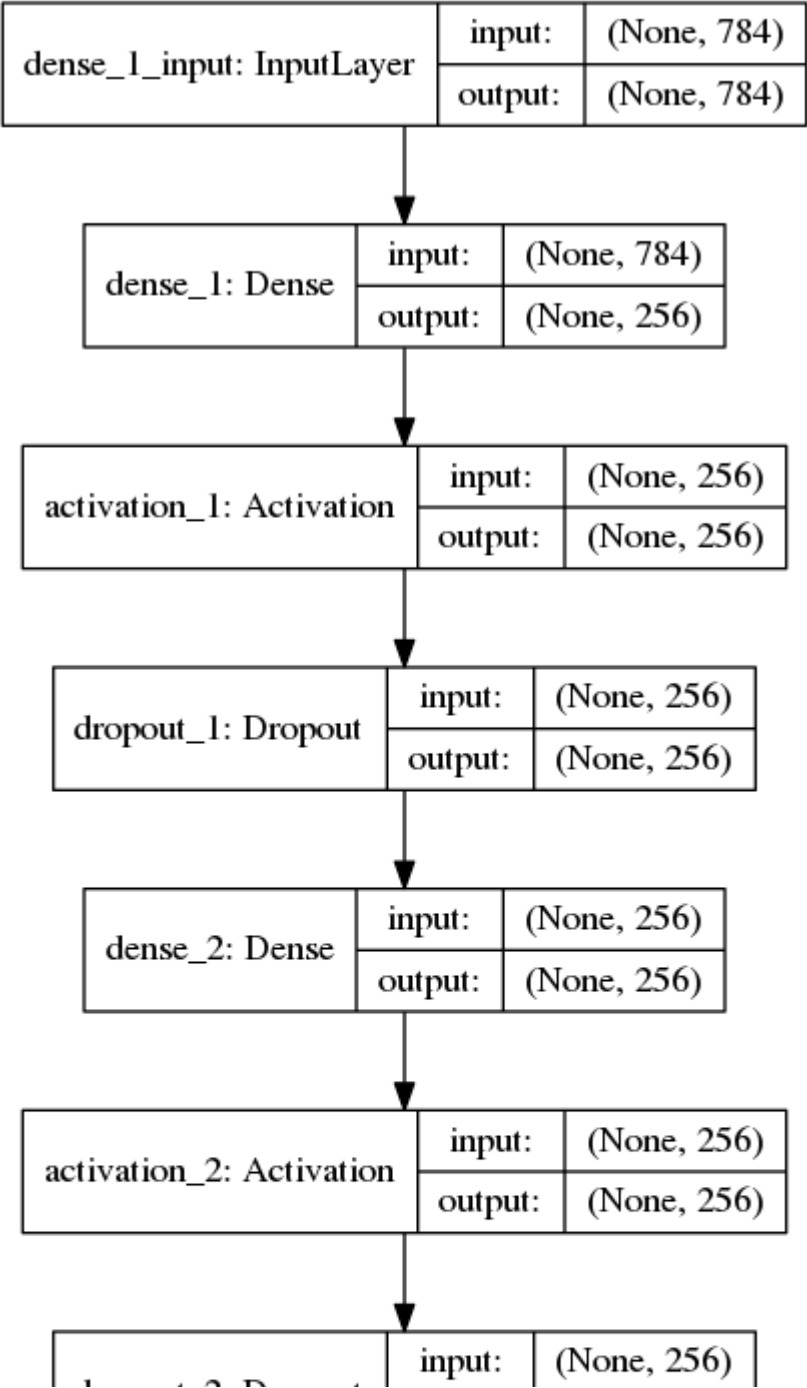 dense_1_input: InputLayer
input: (None, 784)
output: (None, 784)
dense_1: Dense
input: (None, 784)
output: (None, 256)
activation_1: Activation
input: (None, 256)
output: (None, 256)
dropout_1: Dropout
input: (None, 256)
output: (None, 256)
dense_2: Dense
input: (None, 256)
output: (None, 256)
activation_2: Activation
input: (None, 256)
output: (None, 256)
input: (None, 256)